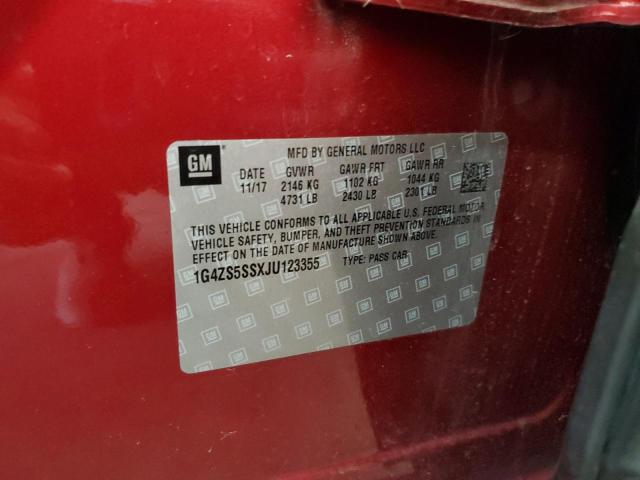 GM
MFD BY GENERAL MOTORS LLC
DATE GVWR GAWR FRT GAWR RR
11/17 2146 KG 1102 KG 1044 KG
4731 LB 2430 LB 2301 LB
THIS VEHICLE CONFORMS TO ALL APPLICABLE U.S. FEDERAL MOTOR
VEHICLE SAFETY, BUMPER, AND THEFT PREVENTION STANDARDS IN
EFFECT ON THE DATE OF MANUFACTURE SHOWN ABOVE.
1G4ZS5SSXJU123355 TYPE: PASS CAR